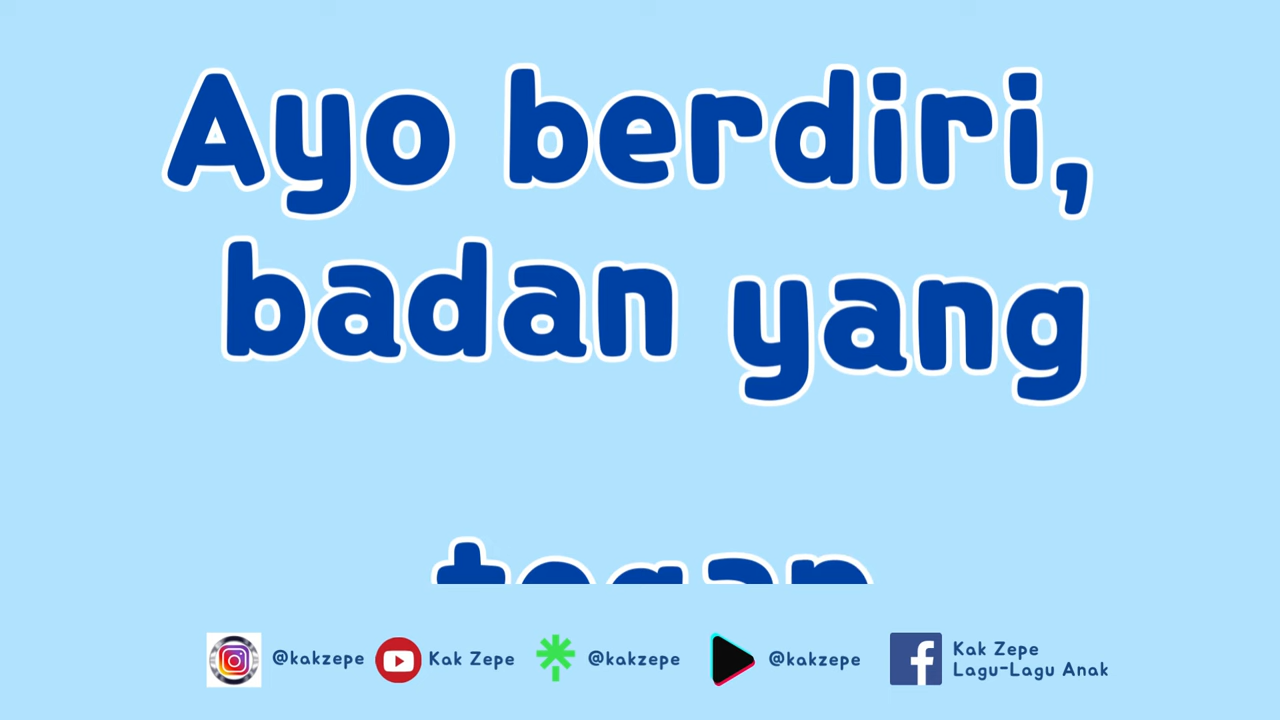 Ayo berdiri,
badan yang
@kakzepe
Kak Zepe
@kakzepe
@kakzepe
Kak Zepe
Lagu-Lagu Anak